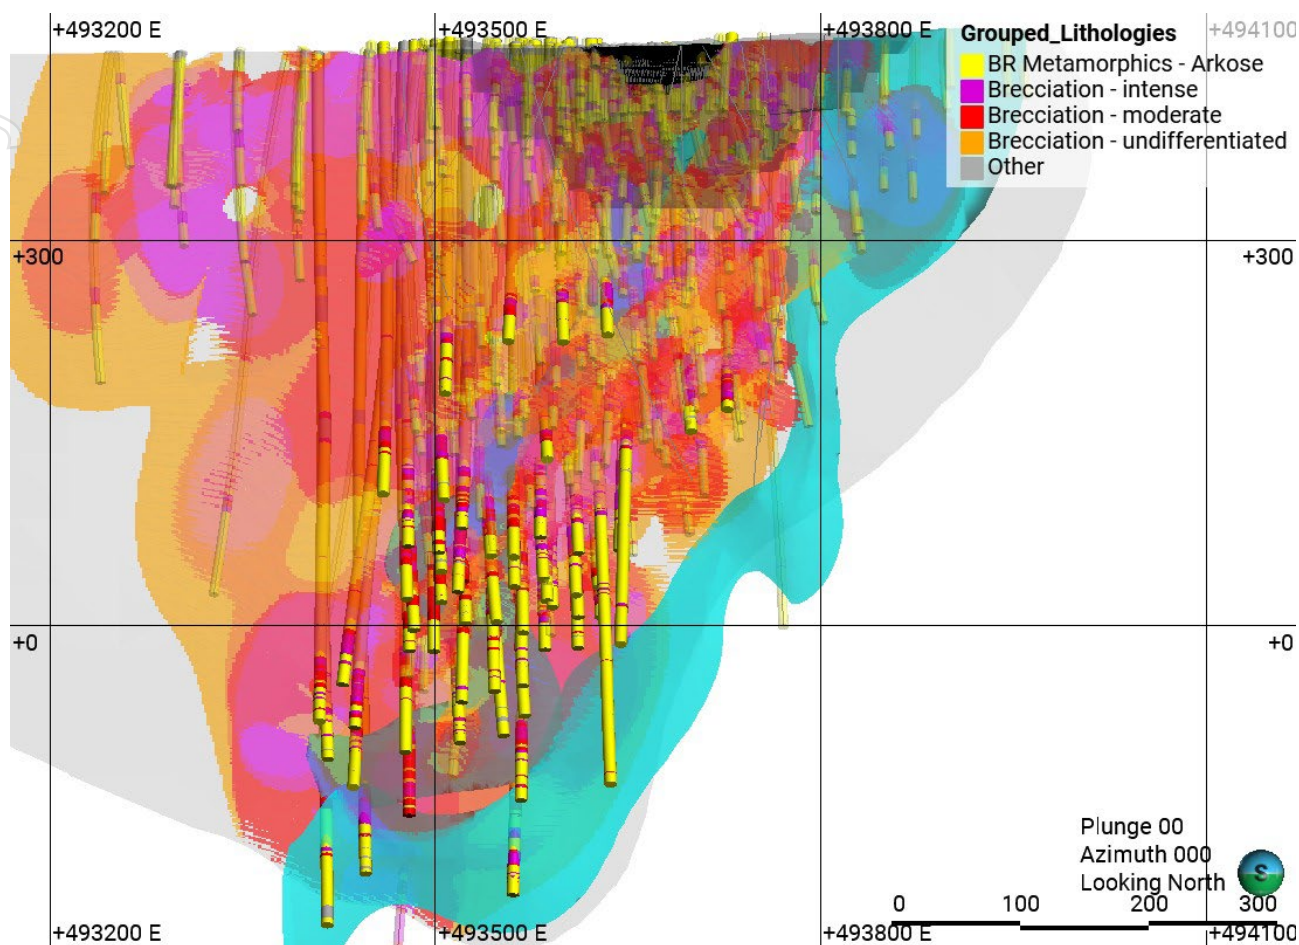 +493200 E
+493500 E
+493800 E
+494100
Grouped_Lithologies
BR Metamorphics - Arkose
Brecciation - intense
Brecciation - moderate
Brecciation - undifferentiated
Other
+300
+300
+0
+0
Plunge 00
Azimuth 000
Looking North
S
0
100
200
300
+493200 E
+493500 E
+493800 E
+494100